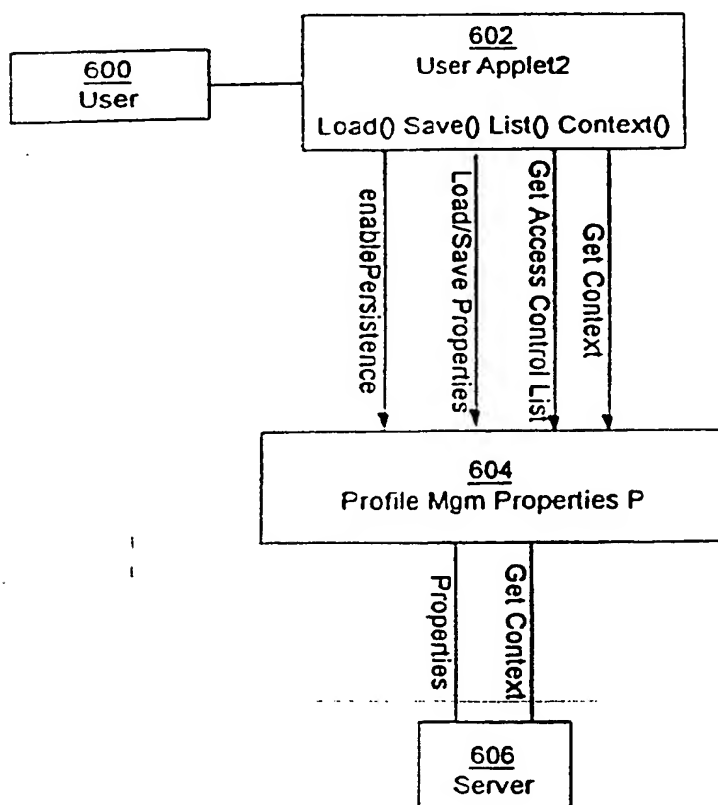 602
User Applet2
600
User
Load() Save() List() Context()
enablePersistence
Load/Save Properties
Get Access Control List
Get Context
604
Profile Mgm Properties P
Properties
Get Context
606
Server